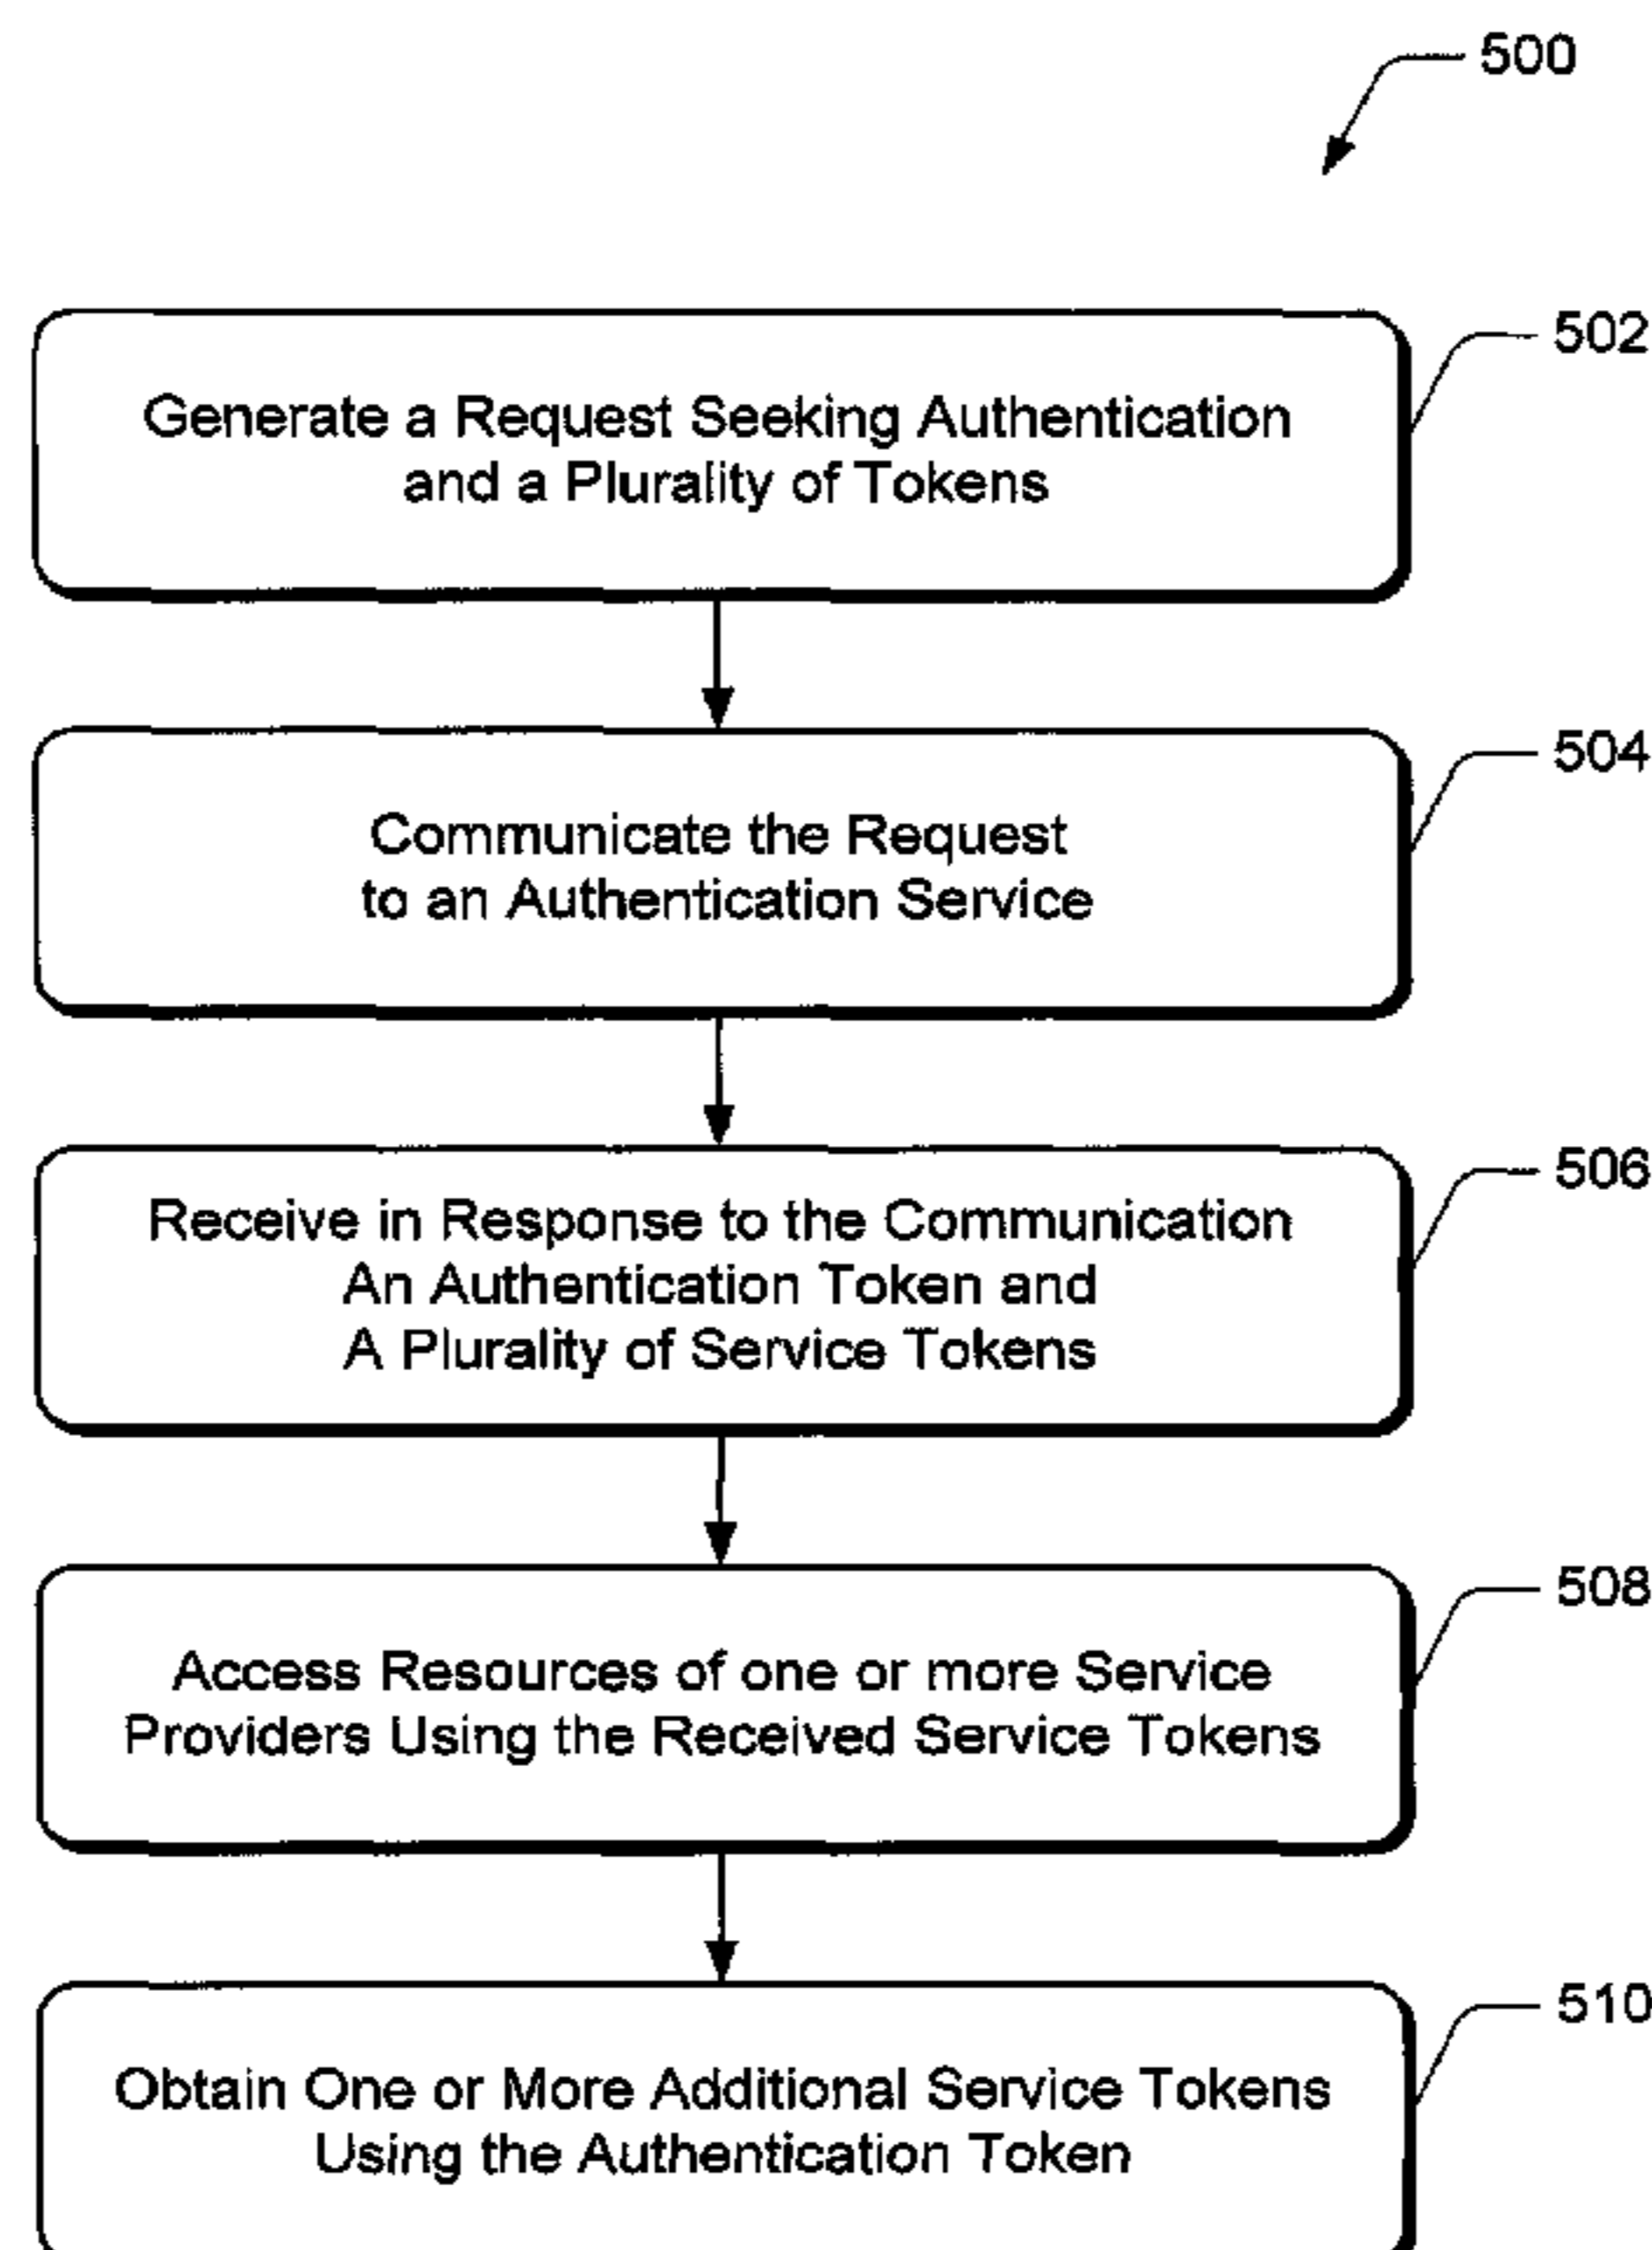 500
502
Generate a Request Seeking Authentication
and a Plurality of Tokens
504
Communicate the Request
to an Authentication Service
506
Receive in Response to the Communication
An Authentication Token and
A Plurality of Service Tokens
508
Access Resources of one or more Service
Providers Using the Received Service Tokens
510
Obtain One or More Additional Service Tokens
Using the Authentication Token